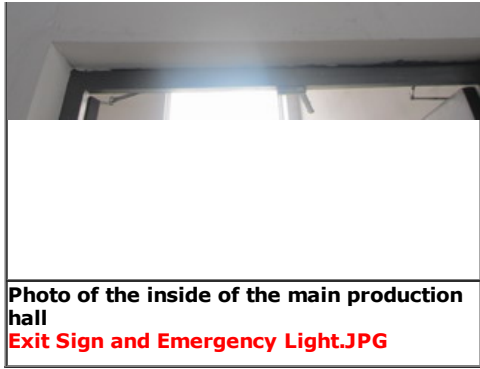 Photo of the inside of the main production
hall
Exit Sign and Emergency Light.JPG